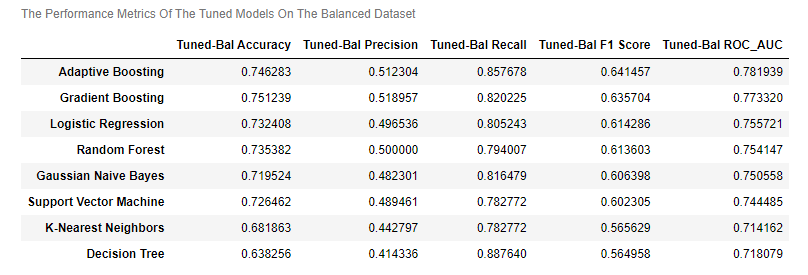 The Performance Metrics Of The Tuned Models On The Balanced Dataset
Tuned-Bal Accuracy Tuned-Bal Precision Tuned-Bal Recall Tuned-Bal F1 Score Tuned-Bal ROC_AUC
Adaptive Boosting 0.746283 0.512304 0.857678 0.641457 0.781939
Gradient Boosting 0.751239 0.518957 0.820225 0.635704 0.773320
Logistic Regression 0.732408 0.496536 0.805243 0.614286 0.755721
Random Forest 0.735382 0.500000 0.794007 0.613603 0.754147
Gaussian Naive Bayes 0.719524 0.482301 0.816479 0.606398 0.750558
Support Vector Machine 0.726462 0.489461 0.782772 0.602305 0.744485
K-Nearest Neighbors 0.681863 0.442797 0.782772 0.565629 0.714162
Decision Tree 0.638256 0.414336 0.887640 0.564958 0.718079